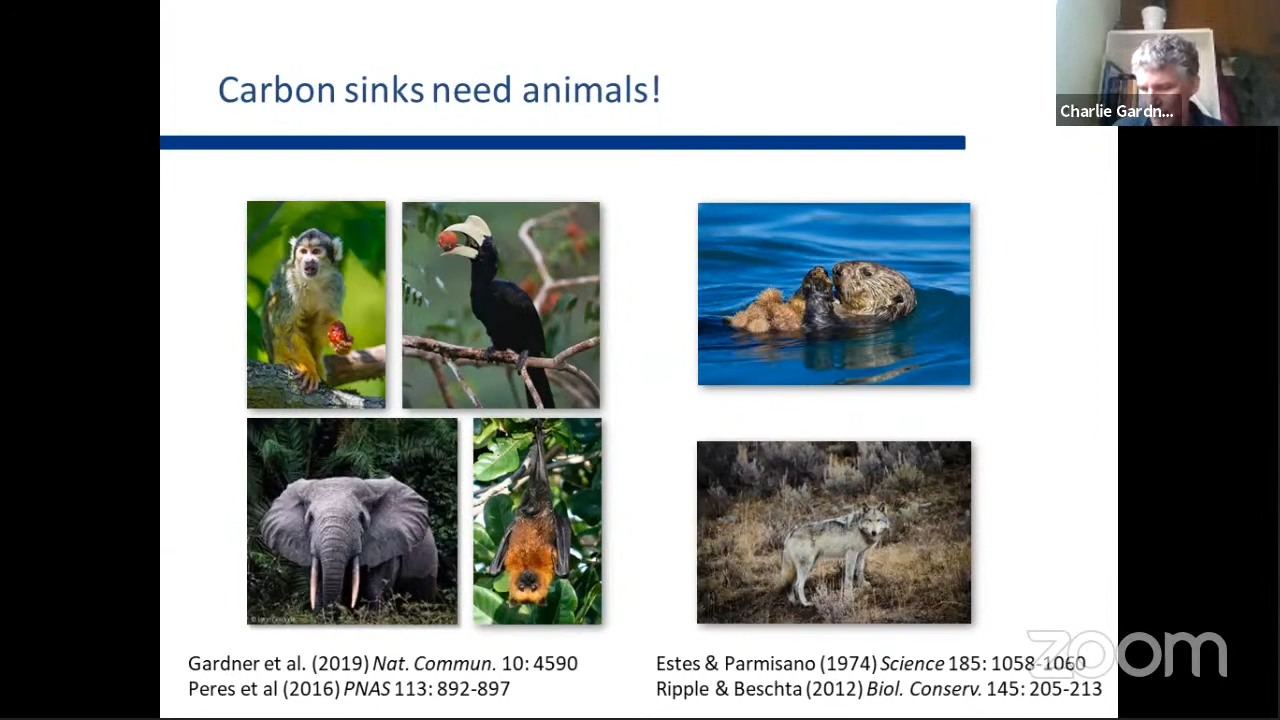 Carbon sinks need animals!
Charlie Gardn...
Gardner et al. (2019) Nat. Commun. 10: 4590
Peres et al (2016) PNAS 113: 892-897
Estes & Parmisano (1974) Science 185: 1058-1060
Ripple & Beschta (2012) Biol. Conserv. 145: 205-213
zoom